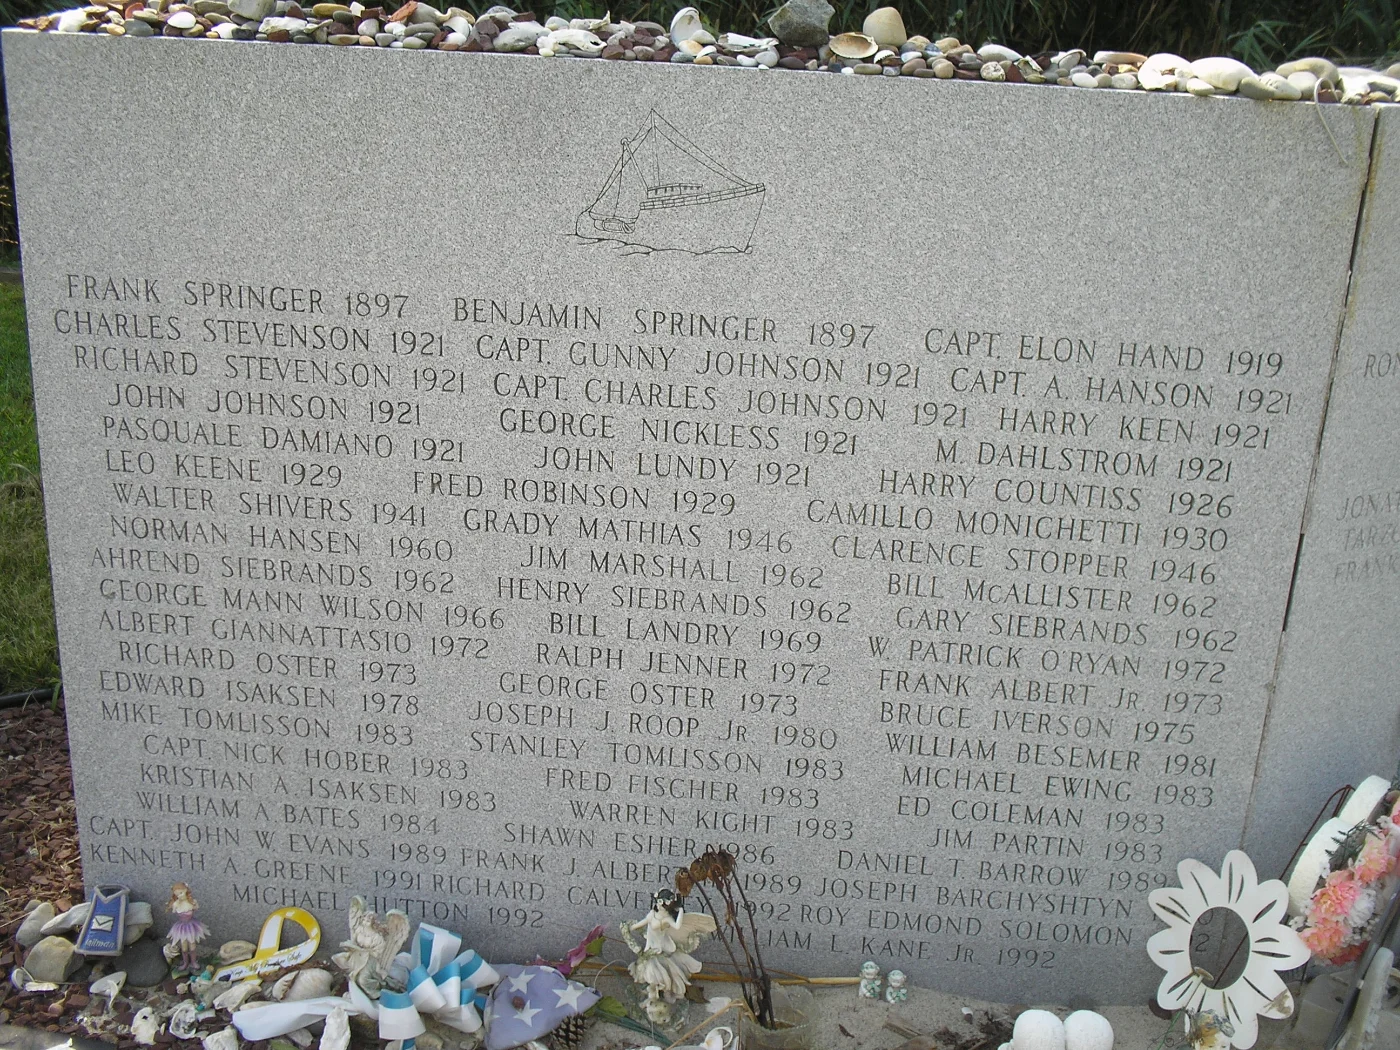 FRANK SPRINGER 1897 BENJAMIN SPRINGER 1897 CAPT. ELON HAND 1919
CHARLES STEVENSON 1921 CAPT. GUNNY JOHNSON 1921 CAPT. A. HANSON 1921
RICHARD STEVENSON 1921 CAPT. CHARLES JOHNSON 1921 HARRY KEEN 1921
JOHN JOHNSON 1921 GEORGE NICKLESS 1921 M. DAHLSTROM 1921
PASQUALE DAMIANO 1921 JOHN LUNDY 1921 HARRY COUNTISS 1926
LEO KEENE 1929 FRED ROBINSON 1929 CAMILLO MONICHETTI 1930
WALTER SHIVERS 1941 GRADY MATHIAS 1946 CLARENCE STOPPER 1946
NORMAN HANSEN 1960 JIM MARSHALL 1962 BILL McALLISTER 1962
AHREND SIEBRANDS 1962 HENRY SIEBRANDS 1962 GARY SIEBRANDS 1962
GEORGE MANN WILSON 1966 BILL LANDRY 1969 W. PATRICK O'RYAN 1972
ALBERT GIANNATTASIO 1972 RALPH JENNER 1972 FRANK ALBERT JR 1973
RICHARD OSTER 1973 GEORGE OSTER 1973 BRUCE IVERSON 1975
EDWARD ISAKSEN 1978 JOSEPH J. ROOP JR 1980 WILLIAM BESEMER 1981
MIKE TOMLISSON 1983 STANLEY TOMLISSON 1983 MICHAEL EWING 1983
CAPT. NICK HOBER 1983 FRED FISCHER 1983 ED COLEMAN 1983
KRISTIAN A. ISAKSEN 1983 WARREN KIGHT 1983 JIM PARTIN 1983
WILLIAM A. BATES 1984 SHAWN ESHER 1986 DANIEL T. BARROW 1989
CAPT. JOHN W. EVANS 1989 FRANK J. 1989 JOSEPH BARCHYSHTYN
KENNETH A. GREENE 1991 RICHARD 1992 ROY EDMOND SOLOMON
MICHAEL HUTTON 1992 L. KANE JR. 1992